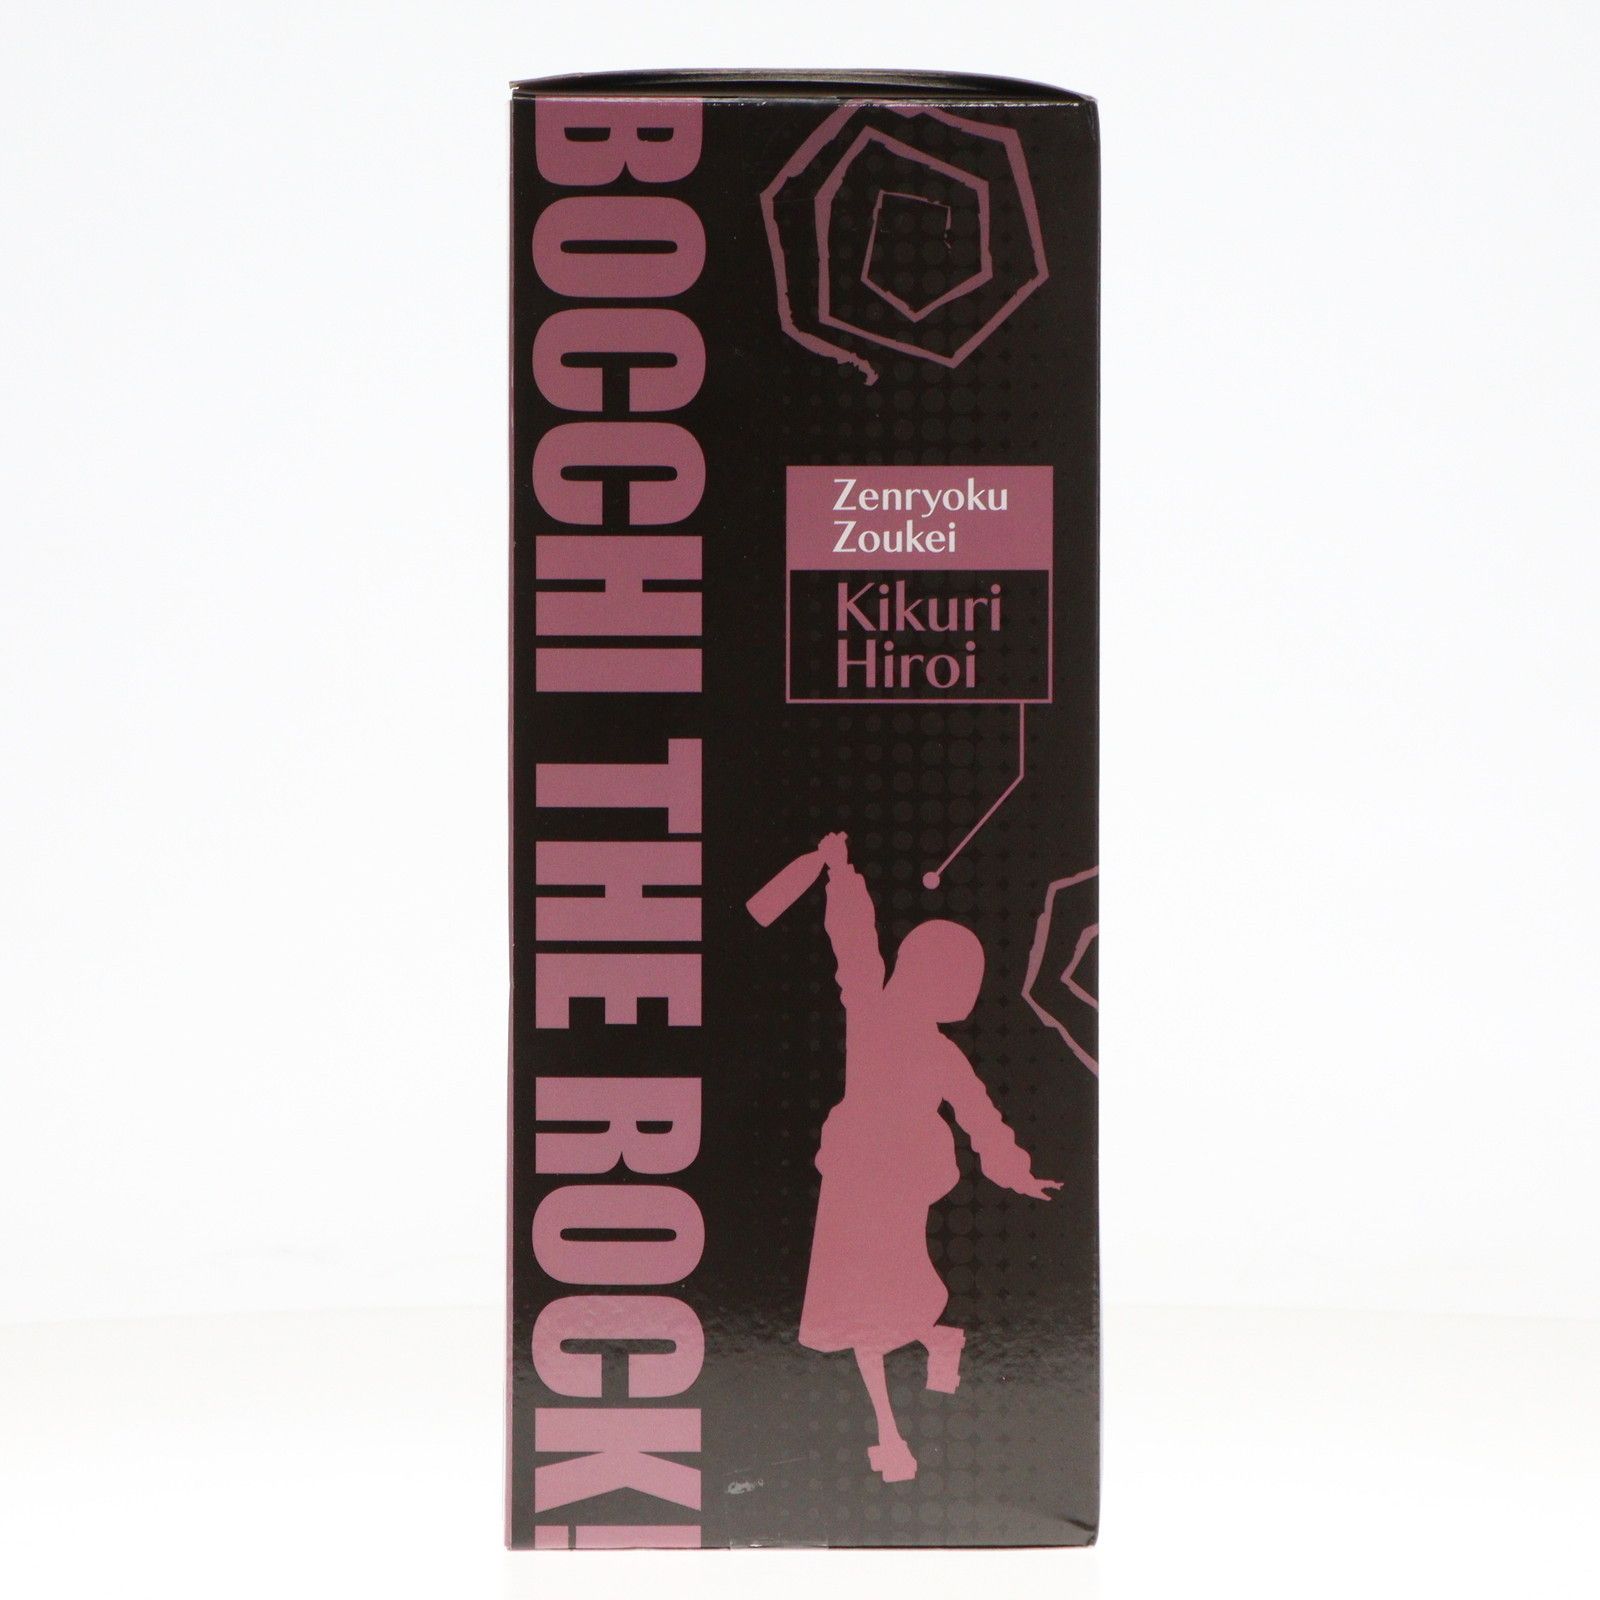 BOCCHI THE ROCK!
Zenryoku
Zoukei
Kikuri
Hiroi